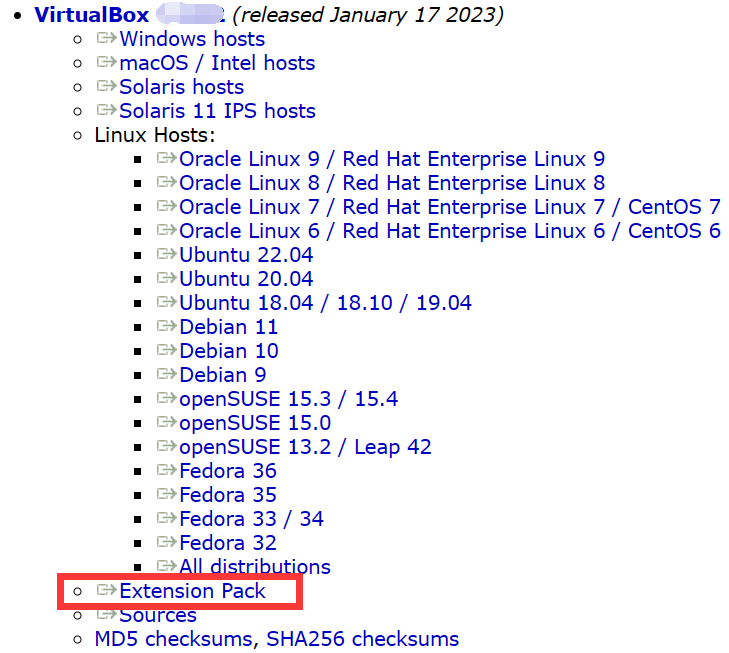 VirtualBox (released January 17 2023)
Windows hosts
macOS / Intel hosts
Solaris hosts
Solaris 11 IPS hosts
Linux Hosts:
Oracle Linux 9 / Red Hat Enterprise Linux 9
Oracle Linux 8 / Red Hat Enterprise Linux 8
Oracle Linux 7 / Red Hat Enterprise Linux 7 / CentOS 7
Oracle Linux 6 / Red Hat Enterprise Linux 6 / CentOS 6
Ubuntu 22.04
Ubuntu 20.04
Ubuntu 18.04 / 18.10 / 19.04
Debian 11
Debian 10
Debian 9
openSUSE 15.3 / 15.4
openSUSE 15.0
openSUSE 13.2 / Leap 42
Fedora 36
Fedora 35
Fedora 33 / 34
Fedora 32
All distributions
Extension Pack
Sources
MD5 checksums, SHA256 checksums